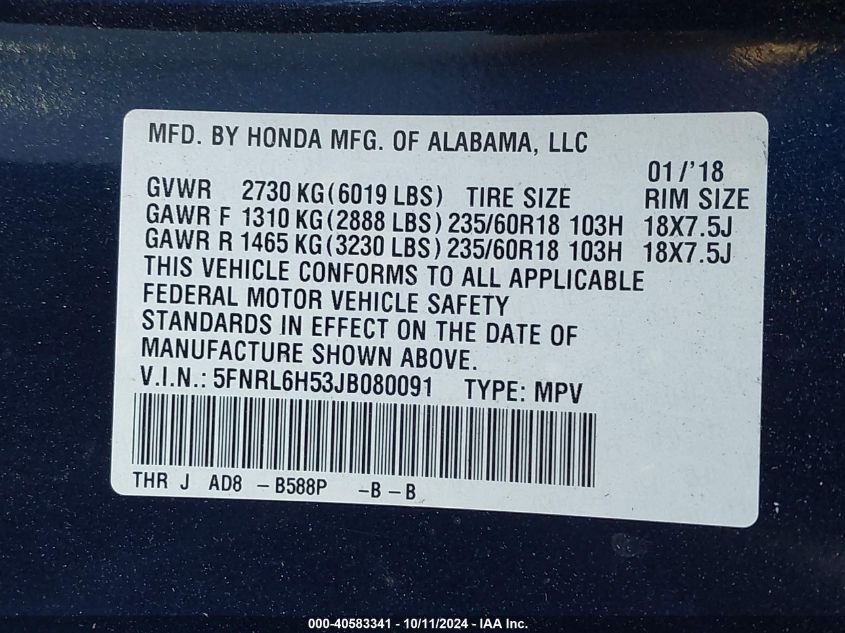 MFD. BY HONDA MFG. OF ALABAMA, LLC
01/'18
GVWR 2730 KG(6019 LBS) TIRE SIZE RIM SIZE
GAWR F 1310 KG(2888 LBS) 235/60R18 103H 18X7.5J
GAWR R 1465 KG(3230 LBS) 235/60R18 103H 18X7.5J
THIS VEHICLE CONFORMS TO ALL APPLICABLE
FEDERAL MOTOR VEHICLE SAFETY
STANDARDS IN EFFECT ON THE DATE OF
MANUFACTURE SHOWN ABOVE.
V.I.N.: 5FNRL6H53JB080091 TYPE: MPV
THR J AD8 -B588P -B-B
000-40583341 - 10/11/2024 - IAA Inc.